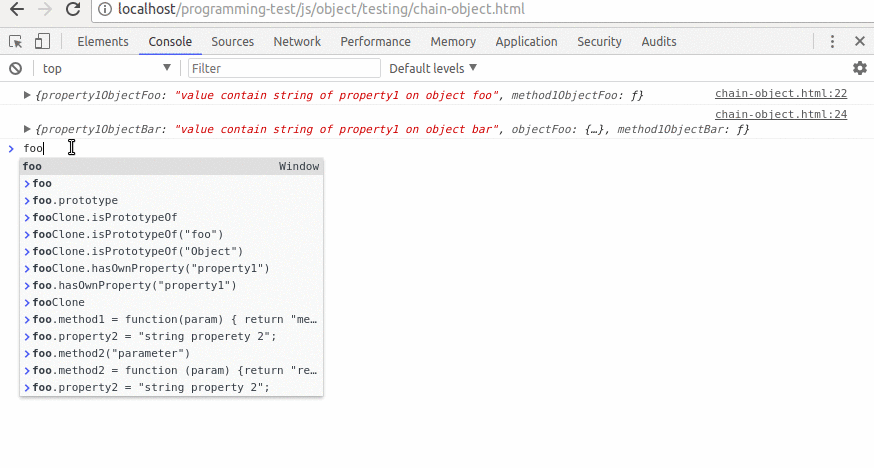 localhost/programming-test/js/object/testing/chain-object.html
Elements Console Sources Network Performance Memory Application Security Audits
top Filter Default levels
{property1ObjectFoo: "value contain string of property1 on object foo", method1ObjectFoo: ƒ} chain-object.html:22
chain-object.html:24
{property1ObjectBar: "value contain string of property1 on object bar", objectFoo: {…}, method1ObjectBar: ƒ}
foo
foo Window
foo
foo.prototype
fooClone.isPrototypeOf
fooClone.isPrototypeOf("foo")
fooClone.isPrototypeOf("Object")
fooClone.hasOwnProperty("property1")
foo.hasOwnProperty("property1")
fooClone
foo.method1 = function(param) { return "me…
foo.property2 = "string properety 2";
foo.method2("parameter")
foo.method2 = function (param) {return "re…
foo.property2 = "string property 2";